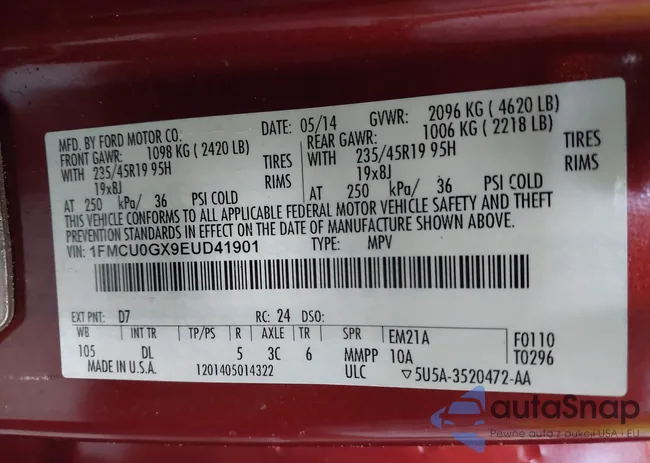 MFD. BY FORD MOTOR CO. DATE: 05/14 GVWR: 2096 KG ( 4620 LB)
FRONT GAWR: 1098 KG ( 2420 LB) REAR GAWR: 1006 KG ( 2218 LB)
WITH 235/45R19 95H TIRES WITH 235/45R19 95H TIRES
19x8J RIMS 19x8J RIMS
AT 250 kPa/ 36 PSI COLD AT 250 kPa/ 36 PSI COLD
THIS VEHICLE CONFORMS TO ALL APPLICABLE FEDERAL MOTOR VEHICLE SAFETY AND THEFT
PREVENTION STANDARDS IN EFFECT ON THE DATE OF MANUFACTURE SHOWN ABOVE.
VIN: 1FMCU0GX9EUD41901 TYPE: MPV
EXT PNT: D7 RC: 24 DSO:
WB INT TR TP/PS R AXLE TR SPR EM21A F0110
105 DL 5 3C 6 MMPP 10A T0296
MADE IN U.S.A. 1201405014322 ULC ▽5U5A-3520472-AA
autaSnap
Pewne auta z aukcji USA i EU